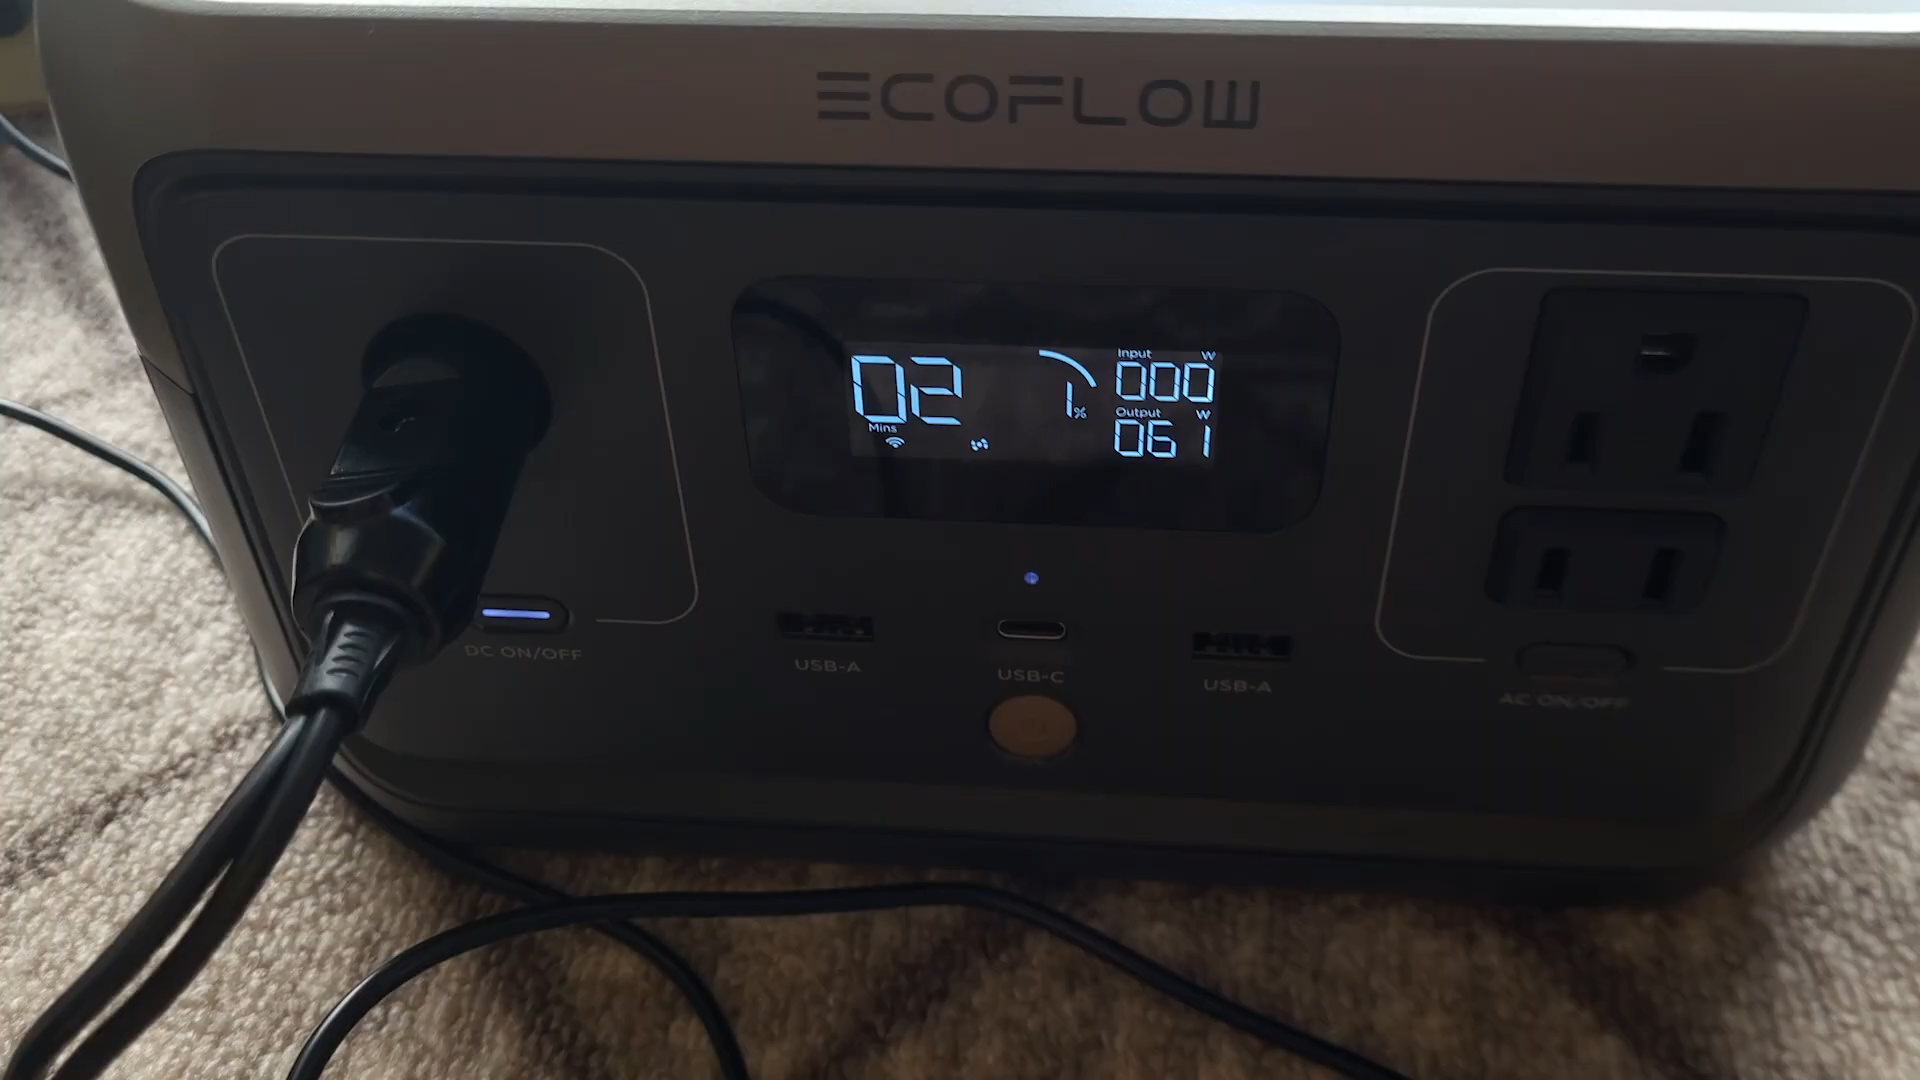 ECOFLOW
02
Mins
1%
Input W
000
Output W
061
DC ON/OFF
USB-A
USB-C
USB-A
AC ON/OFF